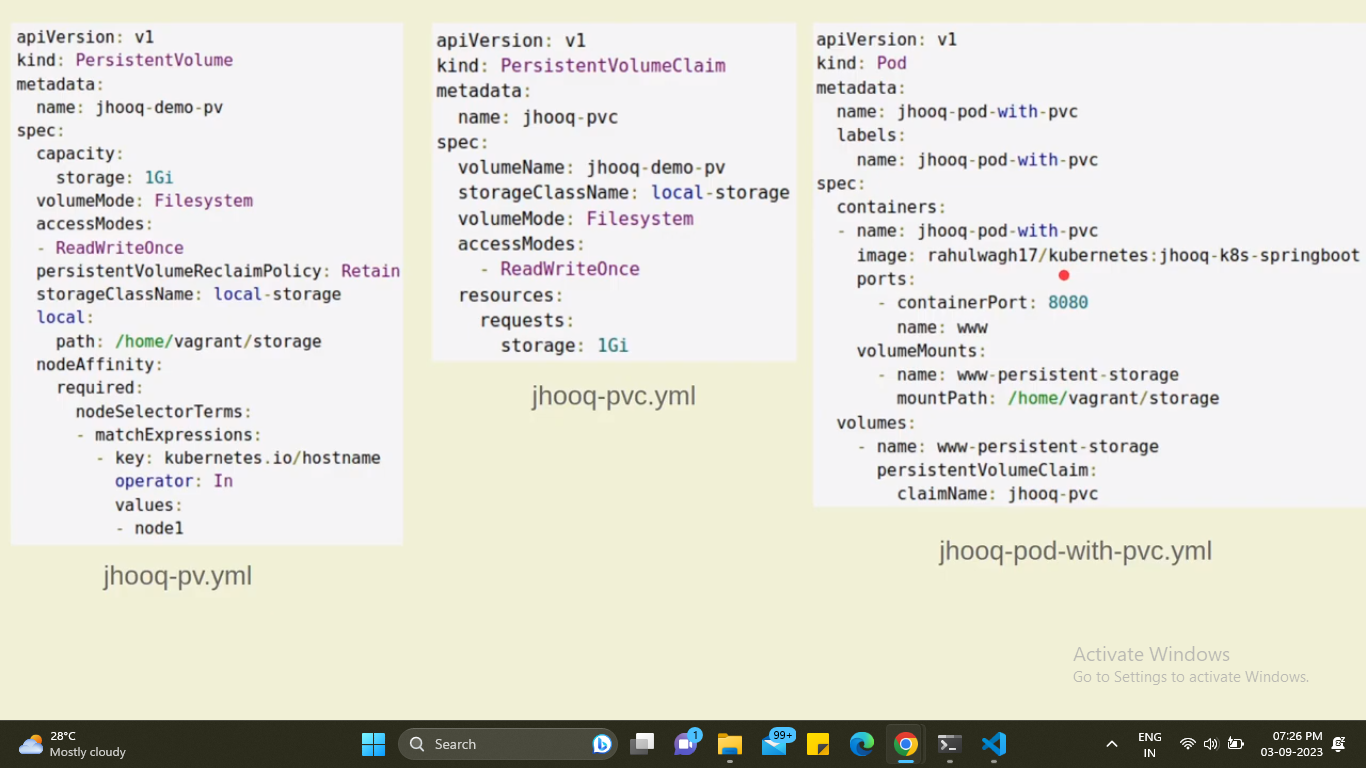 apiVersion: v1
kind: PersistentVolume
metadata:
  name: jhooq-demo-pv
spec:
  capacity:
    storage: 1Gi
  volumeMode: Filesystem
  accessModes:
  - ReadWriteOnce
  persistentVolumeReclaimPolicy: Retain
  storageClassName: local-storage
  local:
    path: /home/vagrant/storage
  nodeAffinity:
    required:
      nodeSelectorTerms:
      - matchExpressions:
        - key: kubernetes.io/hostname
          operator: In
          values:
          - node1
jhooq-pv.yml
apiVersion: v1
kind: PersistentVolumeClaim
metadata:
  name: jhooq-pvc
spec:
  volumeName: jhooq-demo-pv
  storageClassName: local-storage
  volumeMode: Filesystem
  accessModes:
    - ReadWriteOnce
  resources:
    requests:
      storage: 1Gi
jhooq-pvc.yml
apiVersion: v1
kind: Pod
metadata:
  name: jhooq-pod-with-pvc
  labels:
    name: jhooq-pod-with-pvc
spec:
  containers:
  - name: jhooq-pod-with-pvc
    image: rahulwagh17/kubernetes:jhooq-k8s-springboot
    ports:
      - containerPort: 8080
        name: www
    volumeMounts:
      - name: www-persistent-storage
        mountPath: /home/vagrant/storage
  volumes:
    - name: www-persistent-storage
      persistentVolumeClaim:
        claimName: jhooq-pvc
jhooq-pod-with-pvc.yml
Activate Windows
Go to Settings to activate Windows.
28°C
Mostly cloudy
Search
1
99+
ENG
IN
07:26 PM
03-09-2023